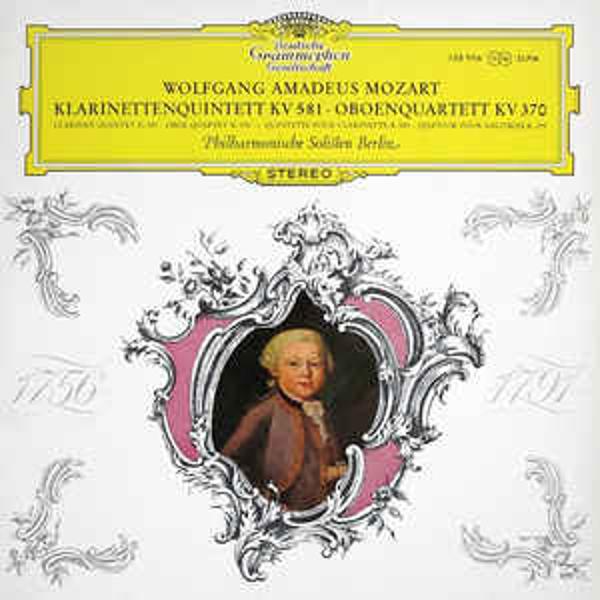 Deutsche
Grammophon
Gesellschaft
WOLFGANG AMADEUS MOZART
KLARINETTENQUINTETT KV 581 · OBOENQUARTETT KV 370
Philharmonische Solisten Berlin
STEREO
1756
1791